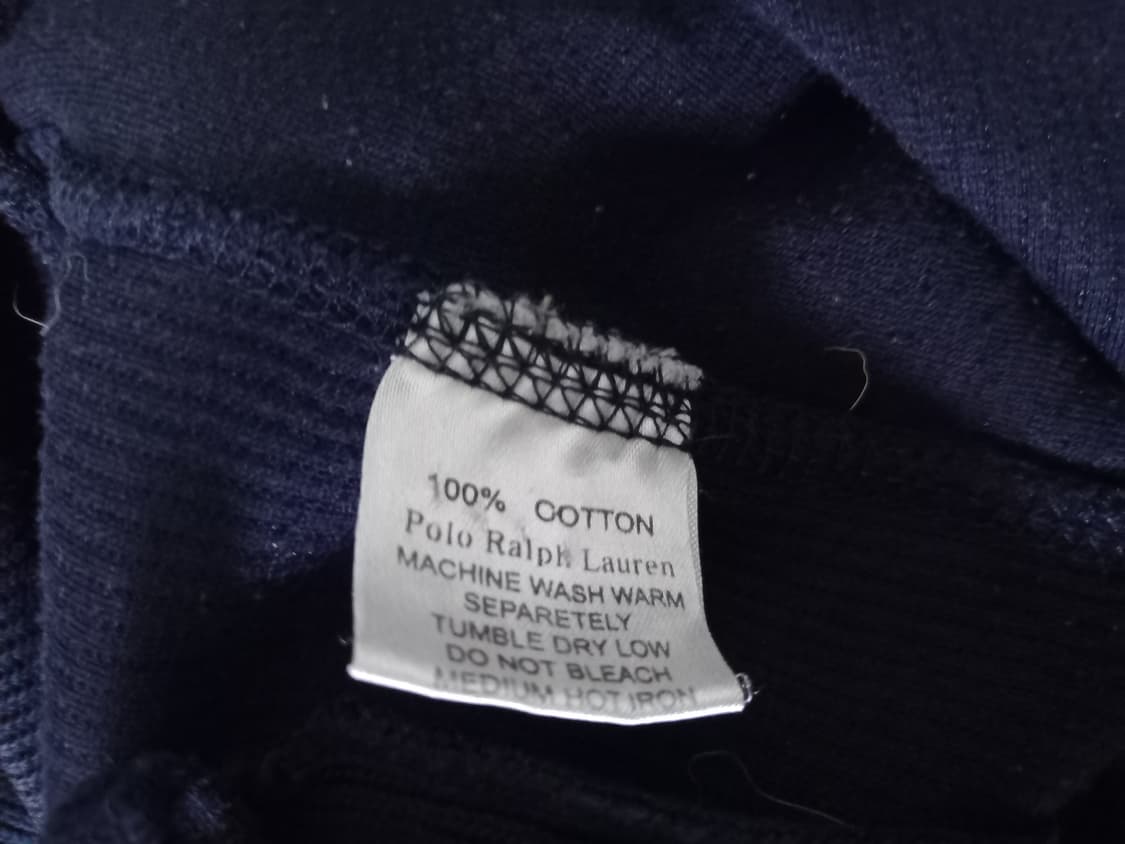 100% COTTON
Polo Ralph Lauren
MACHINE WASH WARM
SEPARETELY
TUMBLE DRY LOW
DO NOT BLEACH
MEDIUM HOT IRON